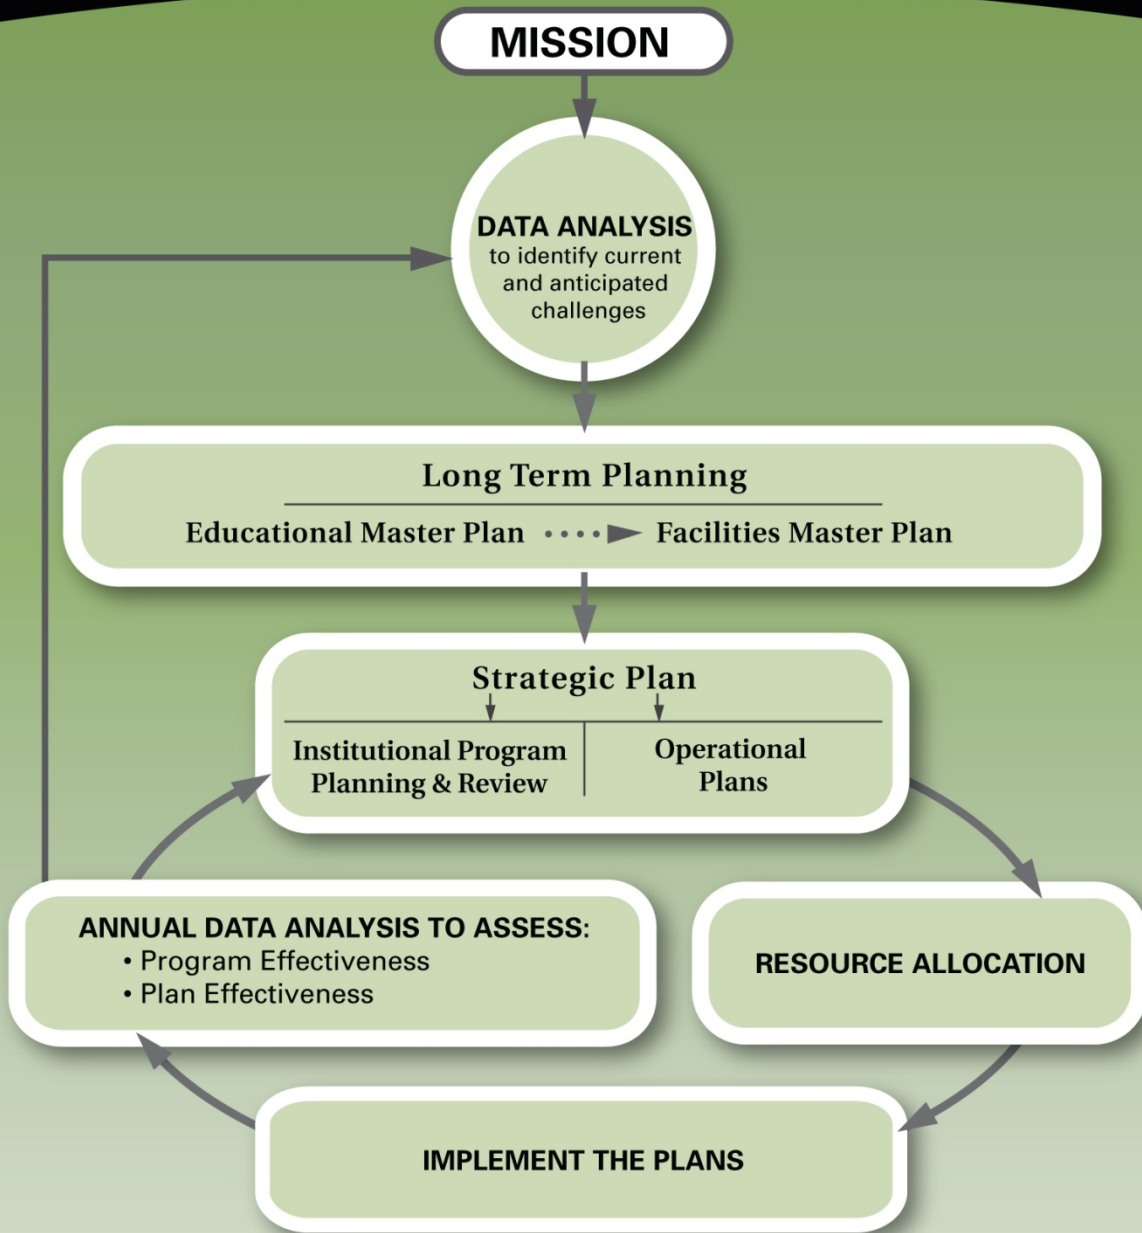 MISSION
DATA ANALYSIS
to identify current
and anticipated
challenges
Long Term Planning
Educational Master Plan
Facilities Master Plan
Strategic Plan
Institutional Program
Planning & Review
Operational
Plans
ANNUAL DATA ANALYSIS TO ASSESS:
• Program Effectiveness
• Plan Effectiveness
RESOURCE ALLOCATION
IMPLEMENT THE PLANS